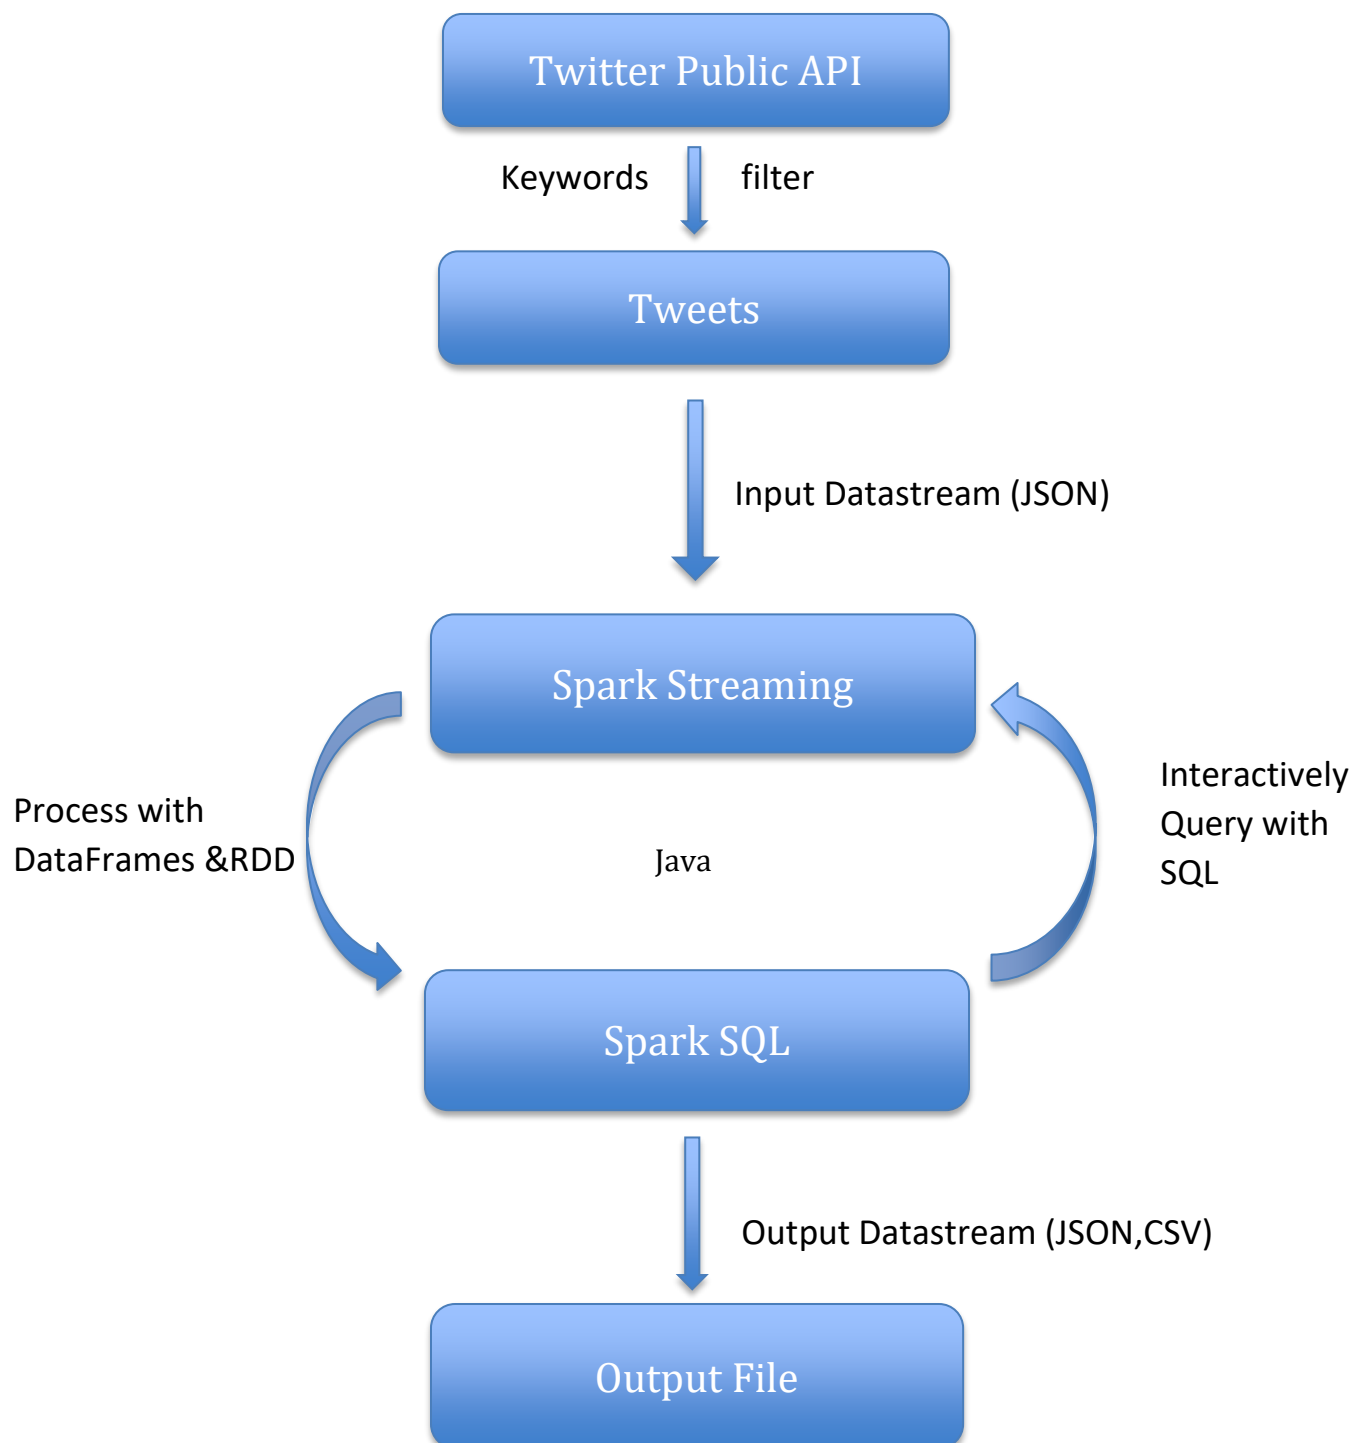 Twitter Public API
Keywords filter
Tweets
Input Datastream (JSON)
Spark Streaming
Process with
DataFrames &RDD
Java
Interactively
Query with
SQL
Spark SQL
Output Datastream (JSON,CSV)
Output File